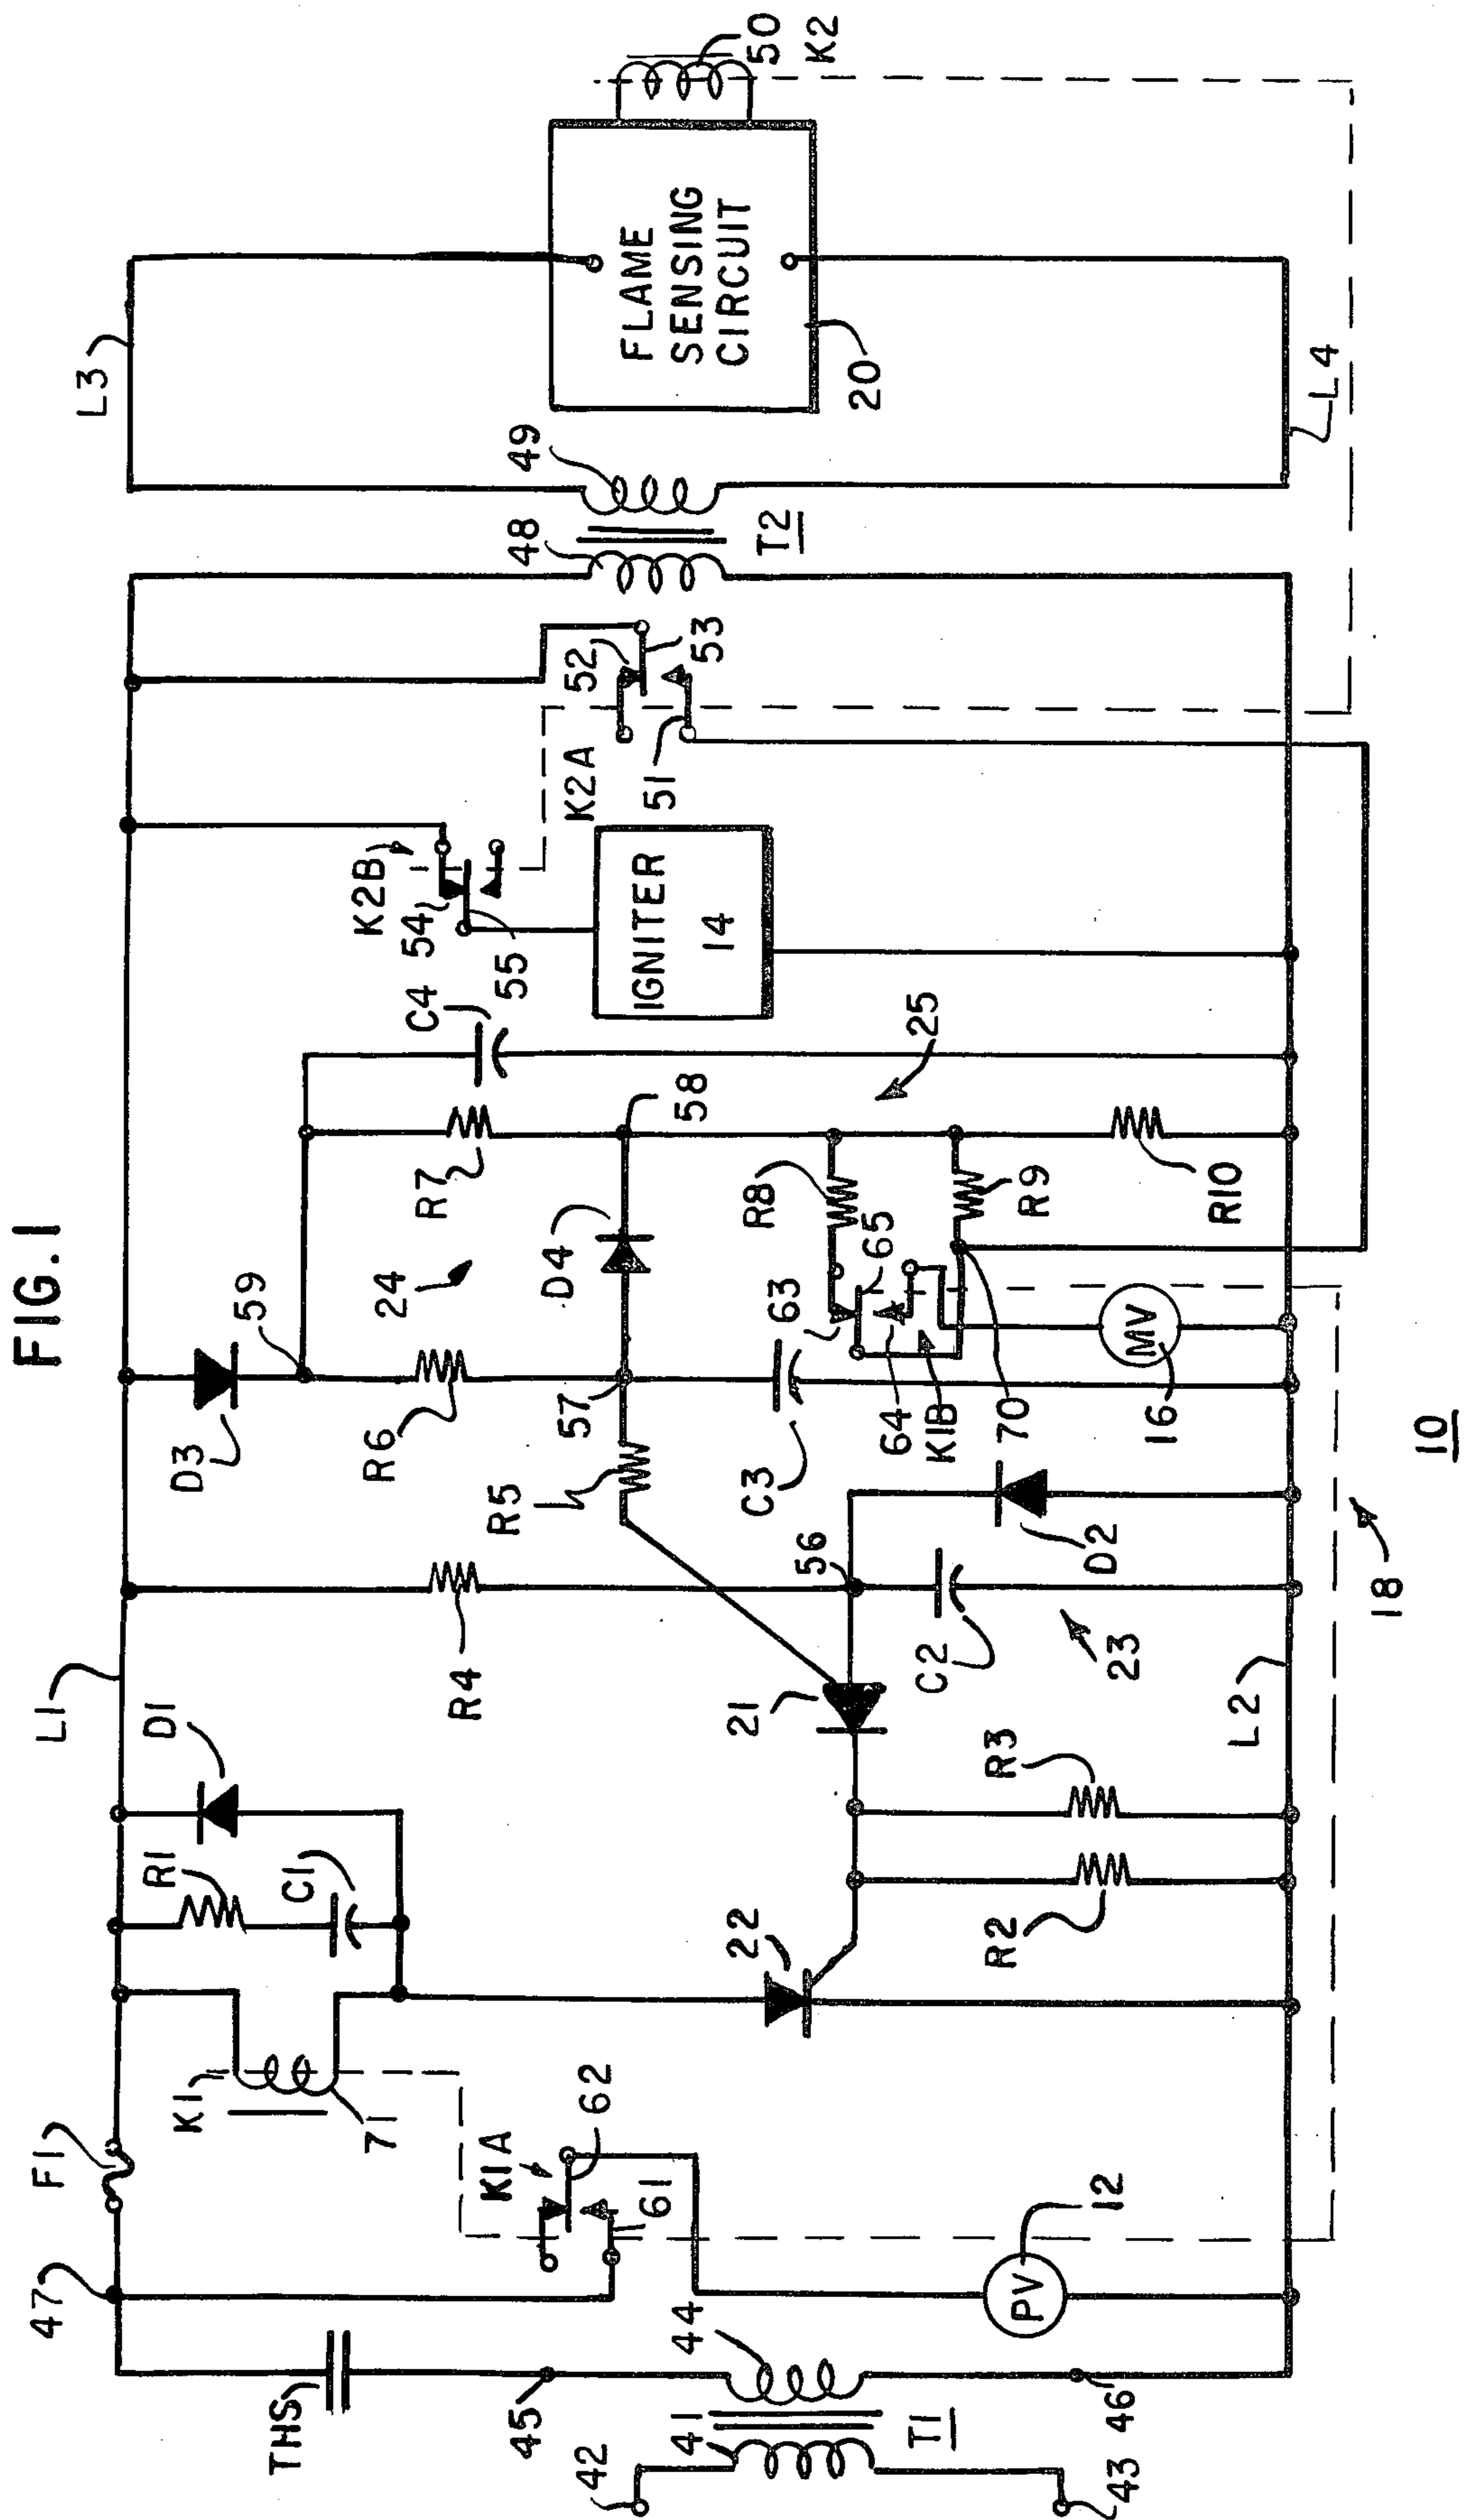 FIG. 1
47
F1
K1
R1
C1
D1
L1
D3
59
L3
THS
71
R4
R6
24
R7
C4
K2B
54
55
K2A
52
53
51
48
49
T2
FLAME
SENSING
CIRCUIT
20
50
K2
45
K1A
62
61
44
41
42
43
T1
46
PV
12
22
21
R2
R3
56
R5
57
D4
58
C3
63
65
R8
64
K1B
70
R9
R10
25
IGNITER
14
C2
23
D2
MV
16
L2
L4
18
10